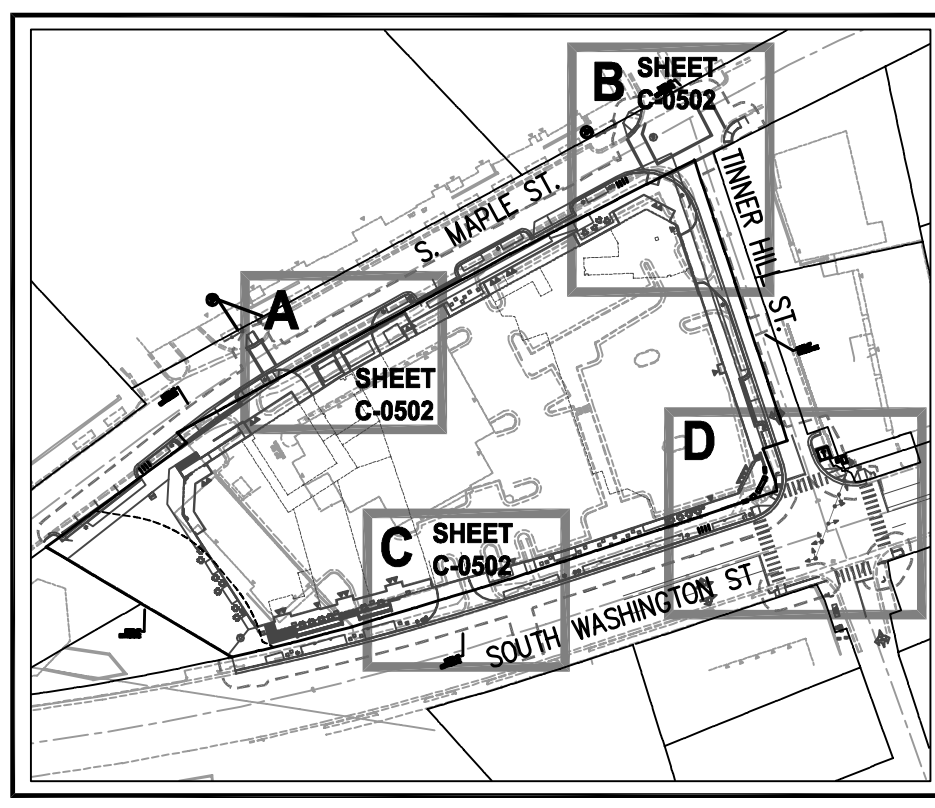 B SHEET
C-0502
TINNER HILL ST.
S. MAPLE ST.
A
SHEET
C-0502
D
C SHEET
C-0502
SOUTH WASHINGTON ST